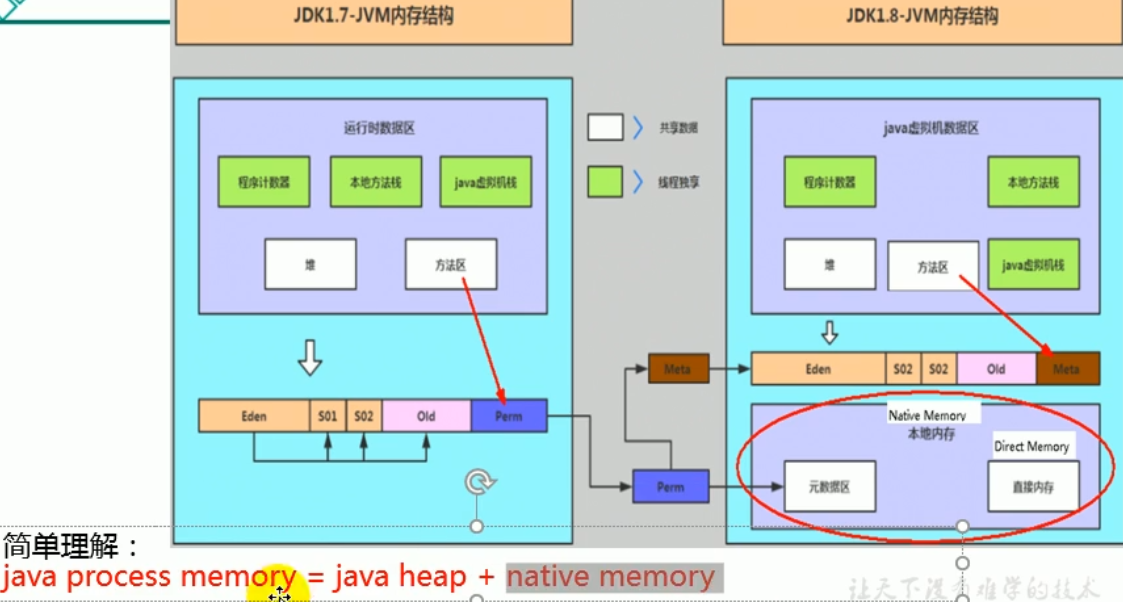 JDK1.7-JVM内存结构
JDK1.8-JVM内存结构
运行时数据区
程序计数器
本地方法栈
java虚拟机栈
堆
方法区
共享数据
线程独享
java虚拟机数据区
程序计数器
本地方法栈
堆
方法区
java虚拟机栈
Eden
S01
S02
Old
Perm
Meta
Perm
Eden
S02
S02
Old
Meta
Native Memory
本地内存
Direct Memory
元数据区
直接内存
简单理解：
java process memory = java heap + native memory
让天下没有难学的技术